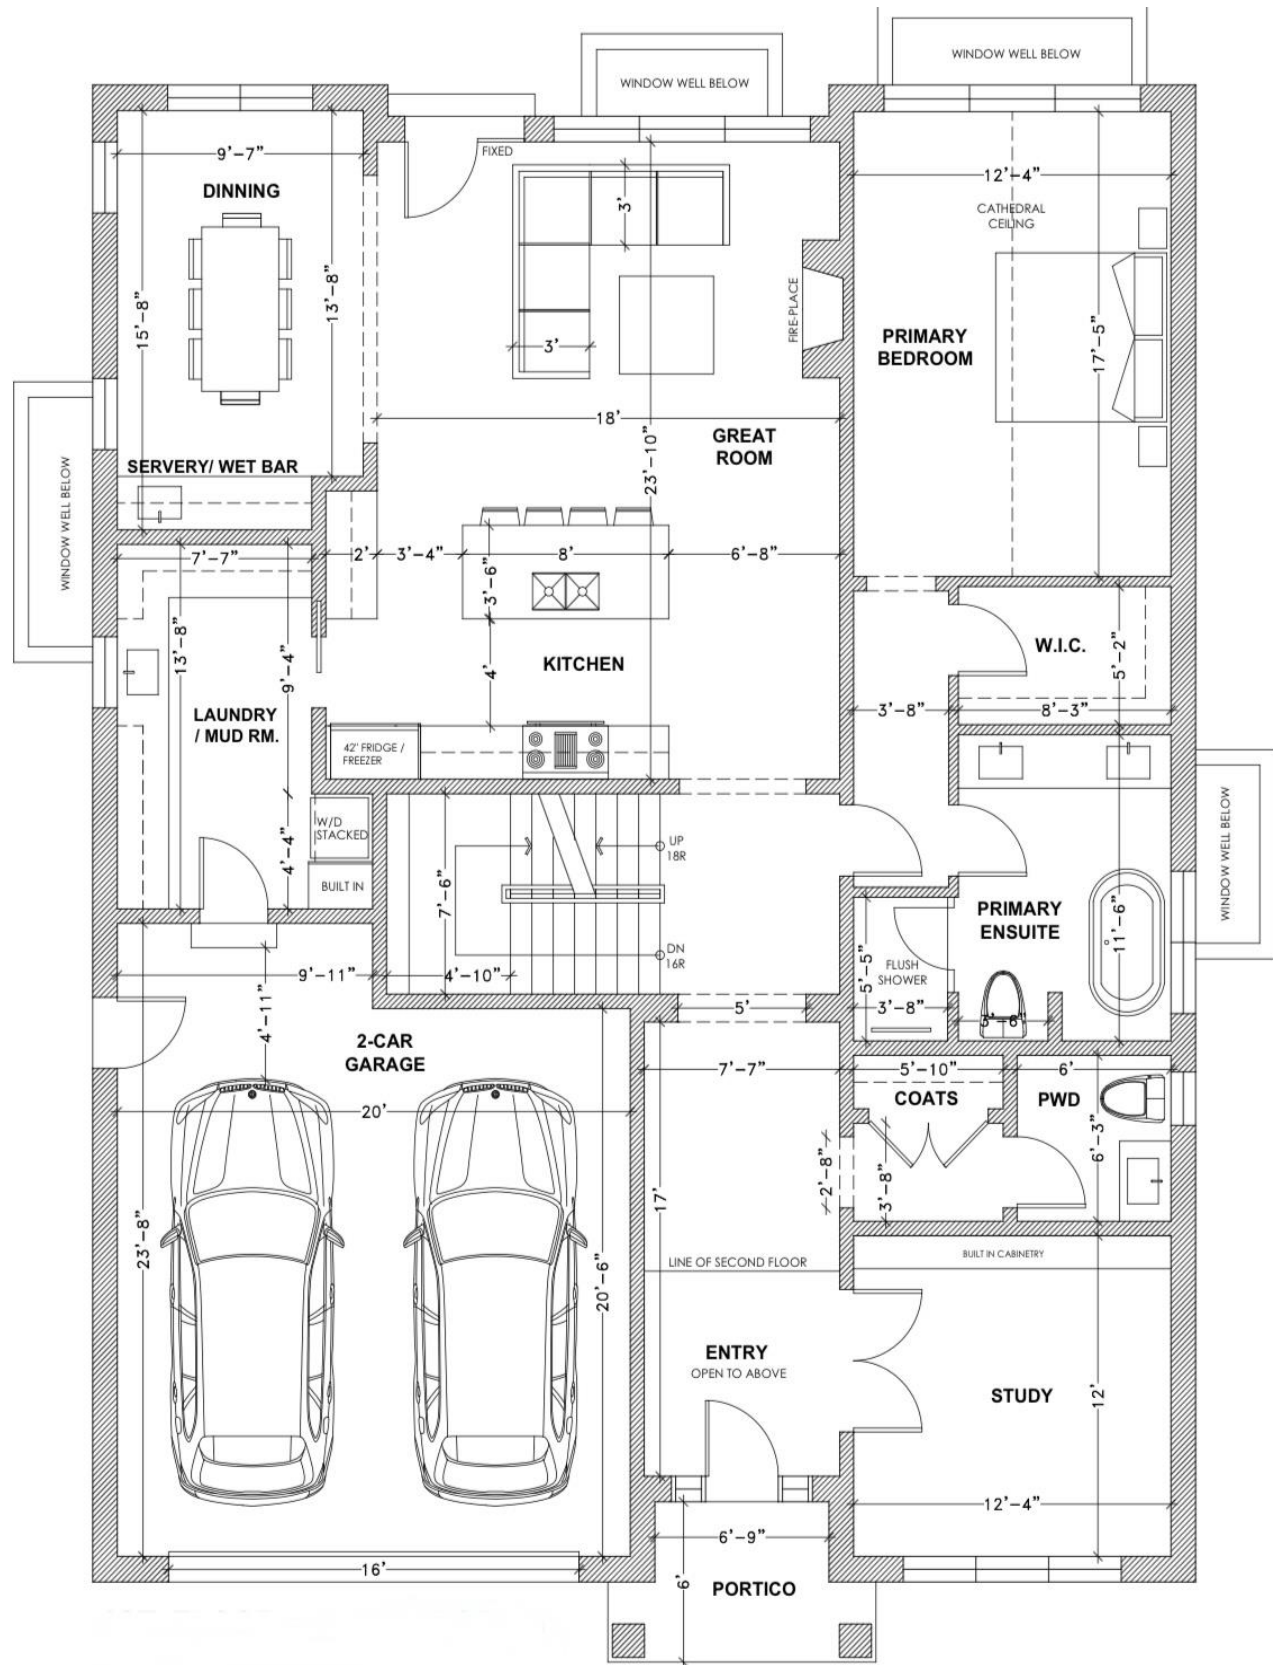 WINDOW WELL BELOW
WINDOW WELL BELOW
FIXED
9'-7"
DINNING
12'-4"
CATHEDRAL
CEILING
3'
15'-8"
13'-8"
FIRE-PLACE
PRIMARY
BEDROOM
17'-5"
3'
18'
GREAT
ROOM
23'-10"
SERVERY/ WET BAR
WINDOW WELL BELOW
7'-7"
2'
3'-4"
8'
6'-8"
3'-6"
13'-8"
9'-4"
KITCHEN
4'
W.I.C.
5'-2"
LAUNDRY
/ MUD RM.
3'-8"
8'-3"
42" FRIDGE /
FREEZER
W/D
STACKED
UP
18R
4'-4"
BUILT IN
7'-6"
WINDOW WELL BELOW
PRIMARY
ENSUITE
11'-6"
DN
16R
FLUSH
SHOWER
5'-5"
9'-11"
4'-10"
4'-11"
5'
3'-8"
3'-6"
2-CAR
GARAGE
7'-7"
5'-10"
6'
20'
COATS
PWD
6'-3"
2'-8"
3'-8"
17'
23'-8"
20'-6"
LINE OF SECOND FLOOR
BUILT IN CABINETRY
ENTRY
OPEN TO ABOVE
STUDY
12'
12'-4"
6'-9"
16'
6'
PORTICO